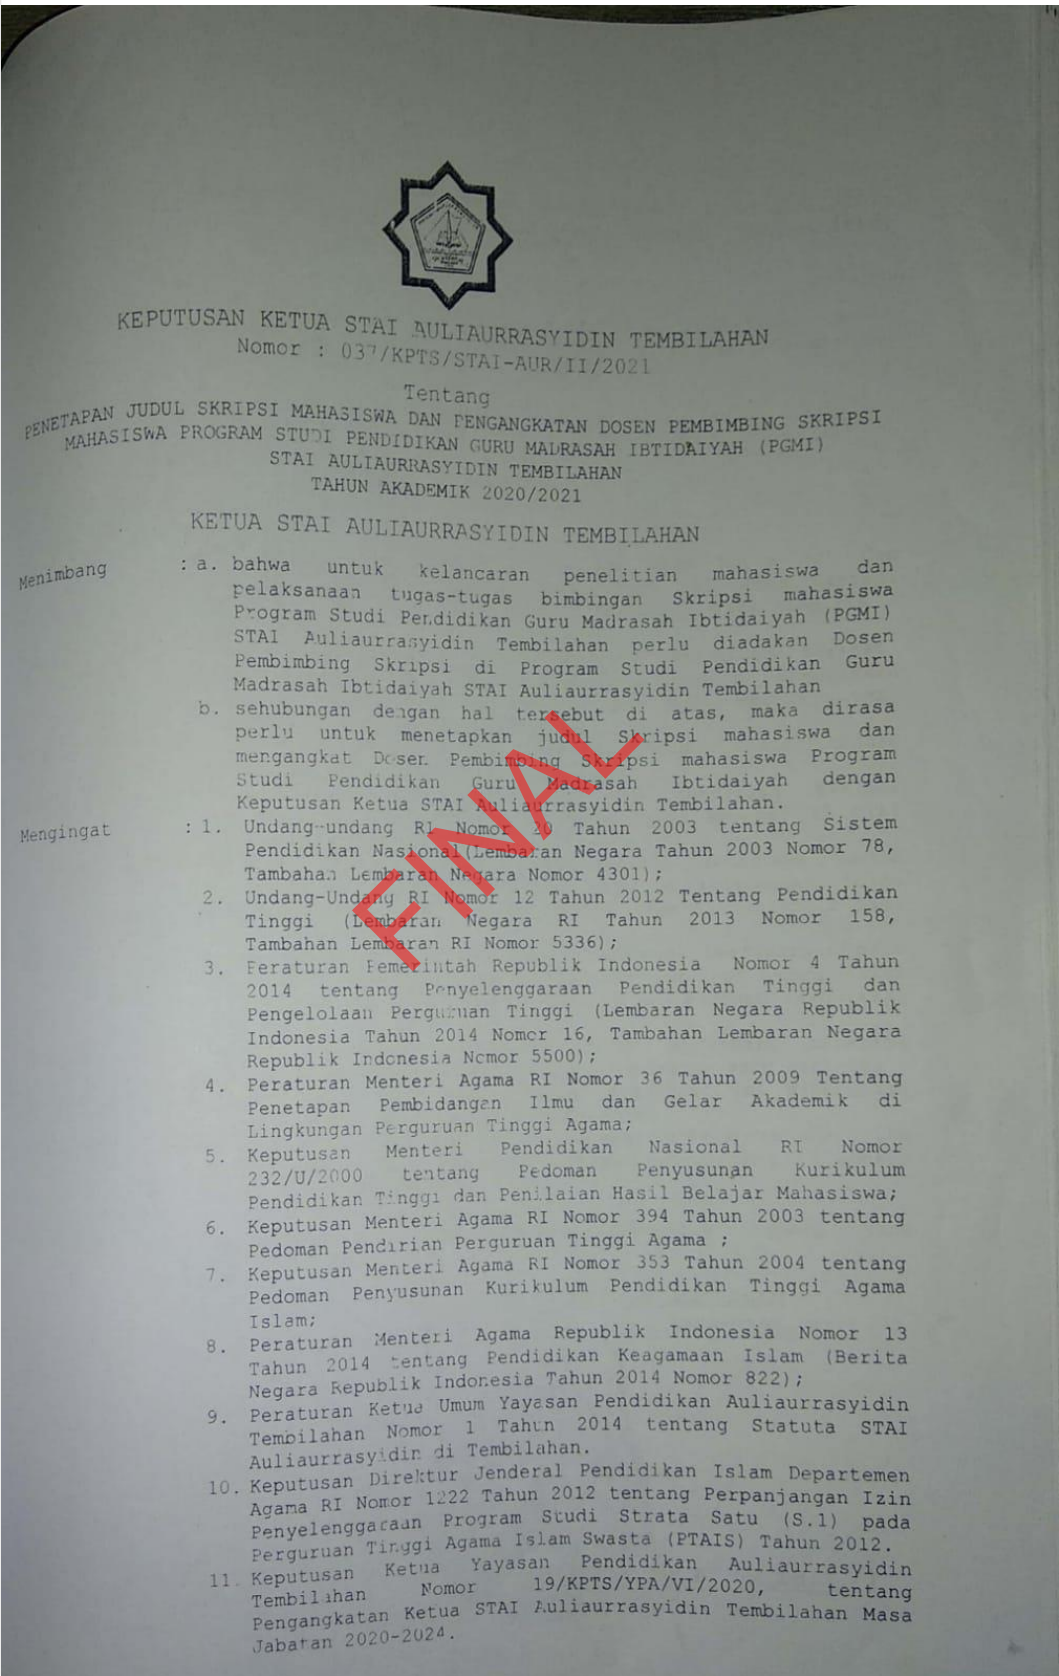 KEPUTUSAN KETUA STAI AULIAURRASYIDIN TEMBILAHAN
Nomor : 037/KPTS/STAI-AUR/II/2021
Tentang
PENETAPAN JUDUL SKRIPSI MAHASISWA DAN PENGANGKATAN DOSEN PEMBIMBING SKRIPSI
MAHASISWA PROGRAM STUDI PENDIDIKAN GURU MADRASAH IBTIDAIYAH (PGMI)
STAI AULIAURRASYIDIN TEMBILAHAN
TAHUN AKADEMIK 2020/2021
KETUA STAI AULIAURRASYIDIN TEMBILAHAN
Menimbang : a. bahwa untuk kelancaran penelitian mahasiswa dan
pelaksanaan tugas-tugas bimbingan Skripsi mahasiswa
Program Studi Pendidikan Guru Madrasah Ibtidaiyah (PGMI)
STAI Auliaurrasyidin Tembilahan perlu diadakan Dosen
Pembimbing Skripsi di Program Studi Pendidikan Guru
Madrasah Ibtidaiyah STAI Auliaurrasyidin Tembilahan
b. sehubungan dengan hal tersebut di atas, maka dirasa
perlu untuk menetapkan judul Skripsi mahasiswa dan
mengangkat Dosen Pembimbing Skripsi mahasiswa Program
Studi Pendidikan Guru Madrasah Ibtidaiyah dengan
Keputusan Ketua STAI Auliaurrasyidin Tembilahan.
Mengingat : 1. Undang-undang RI Nomor 20 Tahun 2003 tentang Sistem
Pendidikan Nasional(Lembaran Negara Tahun 2003 Nomor 78,
Tambahan Lembaran Negara Nomor 4301);
2. Undang-Undang RI Nomor 12 Tahun 2012 Tentang Pendidikan
Tinggi (Lembaran Negara RI Tahun 2013 Nomor 158,
Tambahan Lembaran RI Nomor 5336);
3. Peraturan Pemerintah Republik Indonesia Nomor 4 Tahun
2014 tentang Penyelenggaraan Pendidikan Tinggi dan
Pengelolaan Perguruan Tinggi (Lembaran Negara Republik
Indonesia Tahun 2014 Nomor 16, Tambahan Lembaran Negara
Republik Indonesia Nomor 5500);
4. Peraturan Menteri Agama RI Nomor 36 Tahun 2009 Tentang
Penetapan Pembidangan Ilmu dan Gelar Akademik di
Lingkungan Perguruan Tinggi Agama;
5. Keputusan Menteri Pendidikan Nasional RI Nomor
232/U/2000 tentang Pedoman Penyusunan Kurikulum
Pendidikan Tinggi dan Penilaian Hasil Belajar Mahasiswa;
6. Keputusan Menteri Agama RI Nomor 394 Tahun 2003 tentang
Pedoman Pendirian Perguruan Tinggi Agama ;
7. Keputusan Menteri Agama RI Nomor 353 Tahun 2004 tentang
Pedoman Penyusunan Kurikulum Pendidikan Tinggi Agama
Islam;
8. Peraturan Menteri Agama Republik Indonesia Nomor 13
Tahun 2014 tentang Pendidikan Keagamaan Islam (Berita
Negara Republik Indonesia Tahun 2014 Nomor 822);
9. Peraturan Ketua Umum Yayasan Pendidikan Auliaurrasyidin
Tembilahan Nomor 1 Tahun 2014 tentang Statuta STAI
Auliaurrasyidin di Tembilahan.
10. Keputusan Direktur Jenderal Pendidikan Islam Departemen
Agama RI Nomor 1222 Tahun 2012 tentang Perpanjangan Izin
Penyelenggaraan Program Studi Strata Satu (S.1) pada
Perguruan Tinggi Agama Islam Swasta (PTAIS) Tahun 2012.
11. Keputusan Ketua Yayasan Pendidikan Auliaurrasyidin
Tembilahan Nomor 19/KPTS/YPA/VI/2020, tentang
Pengangkatan Ketua STAI Auliaurrasyidin Tembilahan Masa
Jabatan 2020-2024.
FINAL